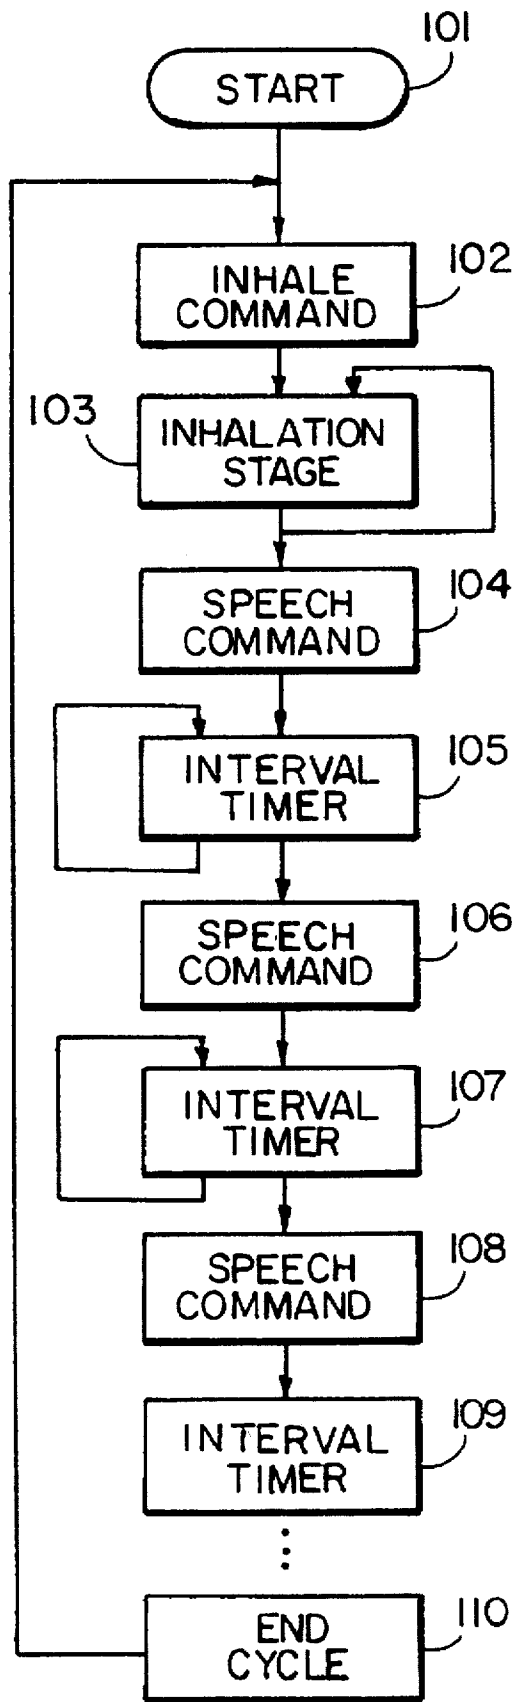 101
START
INHALE
COMMAND
102
103
INHALATION
STAGE
SPEECH
COMMAND
104
INTERVAL
TIMER
105
SPEECH
COMMAND
106
INTERVAL
TIMER
107
SPEECH
COMMAND
108
INTERVAL
TIMER
109
END
CYCLE
110